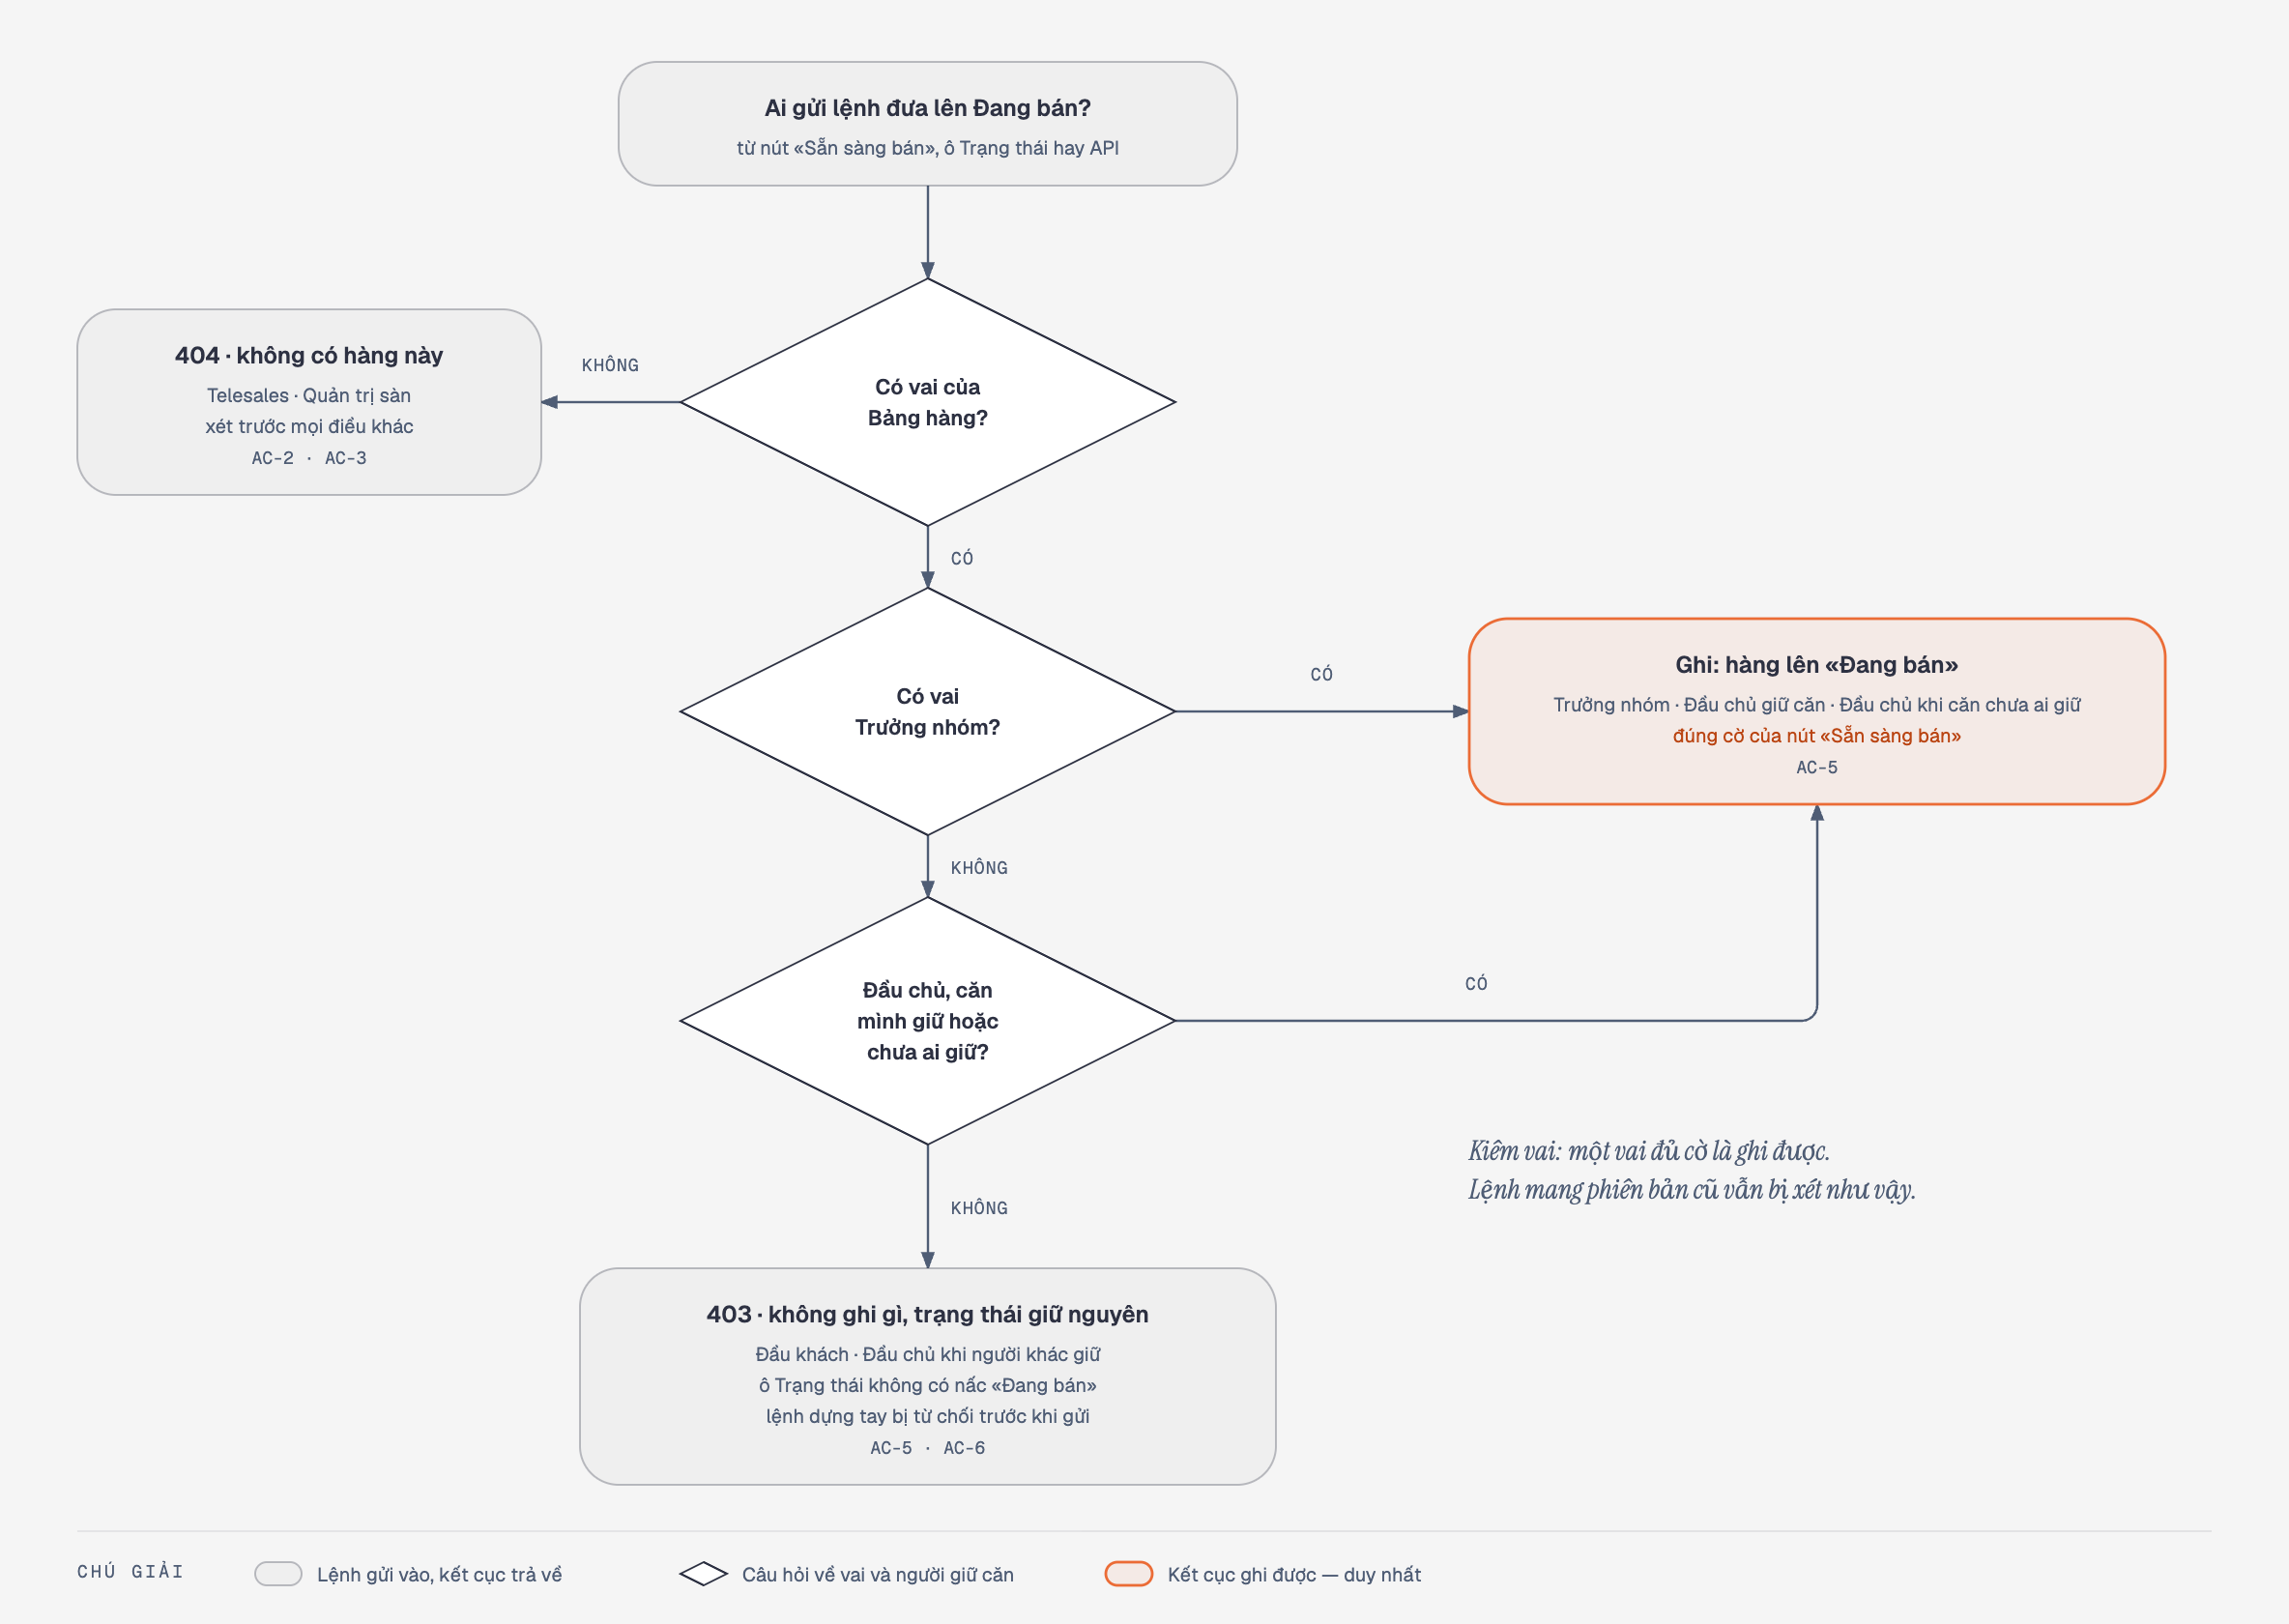 Ai gửi lệnh đưa lên Đang bán?
từ nút «Sẵn sàng bán», ô Trạng thái hay API
404 · không có hàng này
Telesales · Quản trị sàn
xét trước mọi điều khác
AC-2 · AC-3
KHÔNG
Có vai của
Bảng hàng?
CÓ
Có vai
Trưởng nhóm?
CÓ
Ghi: hàng lên «Đang bán»
Trưởng nhóm · Đầu chủ giữ căn · Đầu chủ khi căn chưa ai giữ
đúng cờ của nút «Sẵn sàng bán»
AC-5
KHÔNG
Đầu chủ, căn
mình giữ hoặc
chưa ai giữ?
CÓ
Kiêm vai: một vai đủ cờ là ghi được.
Lệnh mang phiên bản cũ vẫn bị xét như vậy.
KHÔNG
403 · không ghi gì, trạng thái giữ nguyên
Đầu khách · Đầu chủ khi người khác giữ
ô Trạng thái không có nấc «Đang bán»
lệnh dựng tay bị từ chối trước khi gửi
AC-5 · AC-6
CHÚ GIẢI
Lệnh gửi vào, kết cục trả về
Câu hỏi về vai và người giữ căn
Kết cục ghi được — duy nhất